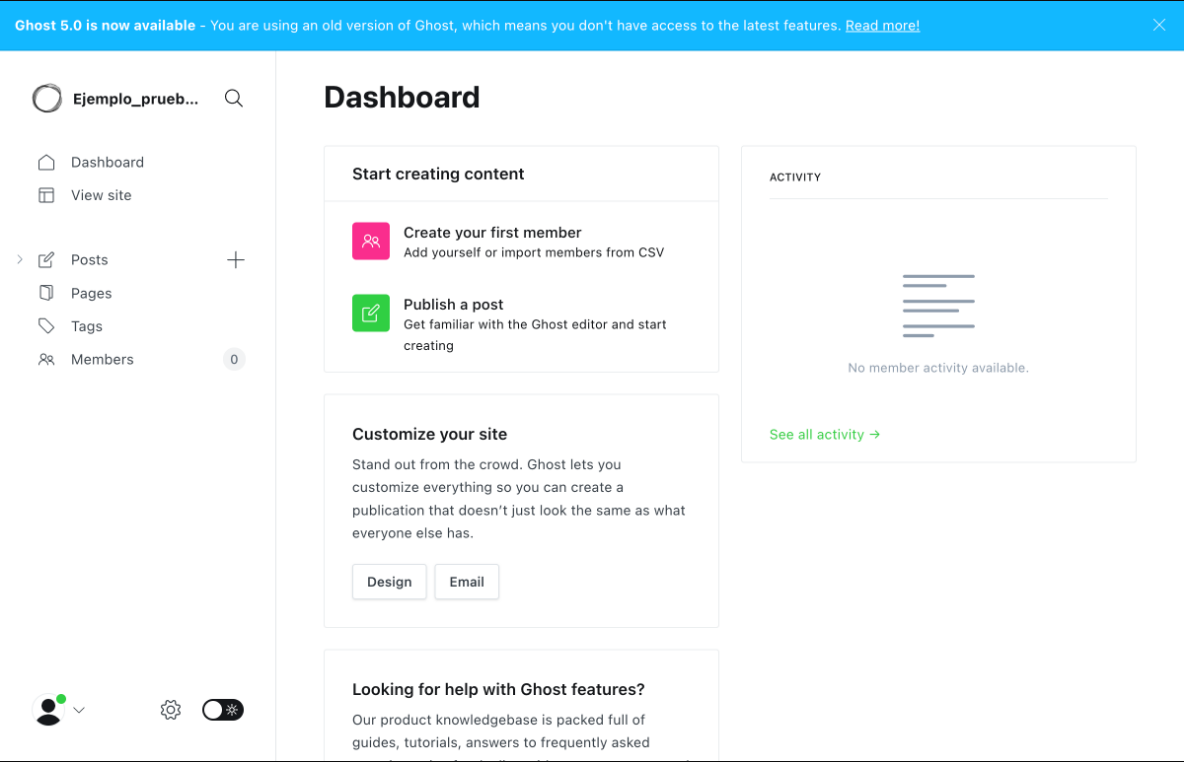 Ghost 5.0 is now available - You are using an old version of Ghost, which means you don't have access to the latest features. Read more!
Ejemplo_prueb...
Dashboard
View site
Posts
Pages
Tags
Members 0
Dashboard
Start creating content
Create your first member
Add yourself or import members from CSV
Publish a post
Get familiar with the Ghost editor and start
creating
Customize your site
Stand out from the crowd. Ghost lets you
customize everything so you can create a
publication that doesn't just look the same as what
everyone else has.
Design Email
Looking for help with Ghost features?
Our product knowledgebase is packed full of
guides, tutorials, answers to frequently asked
ACTIVITY
No member activity available.
See all activity →